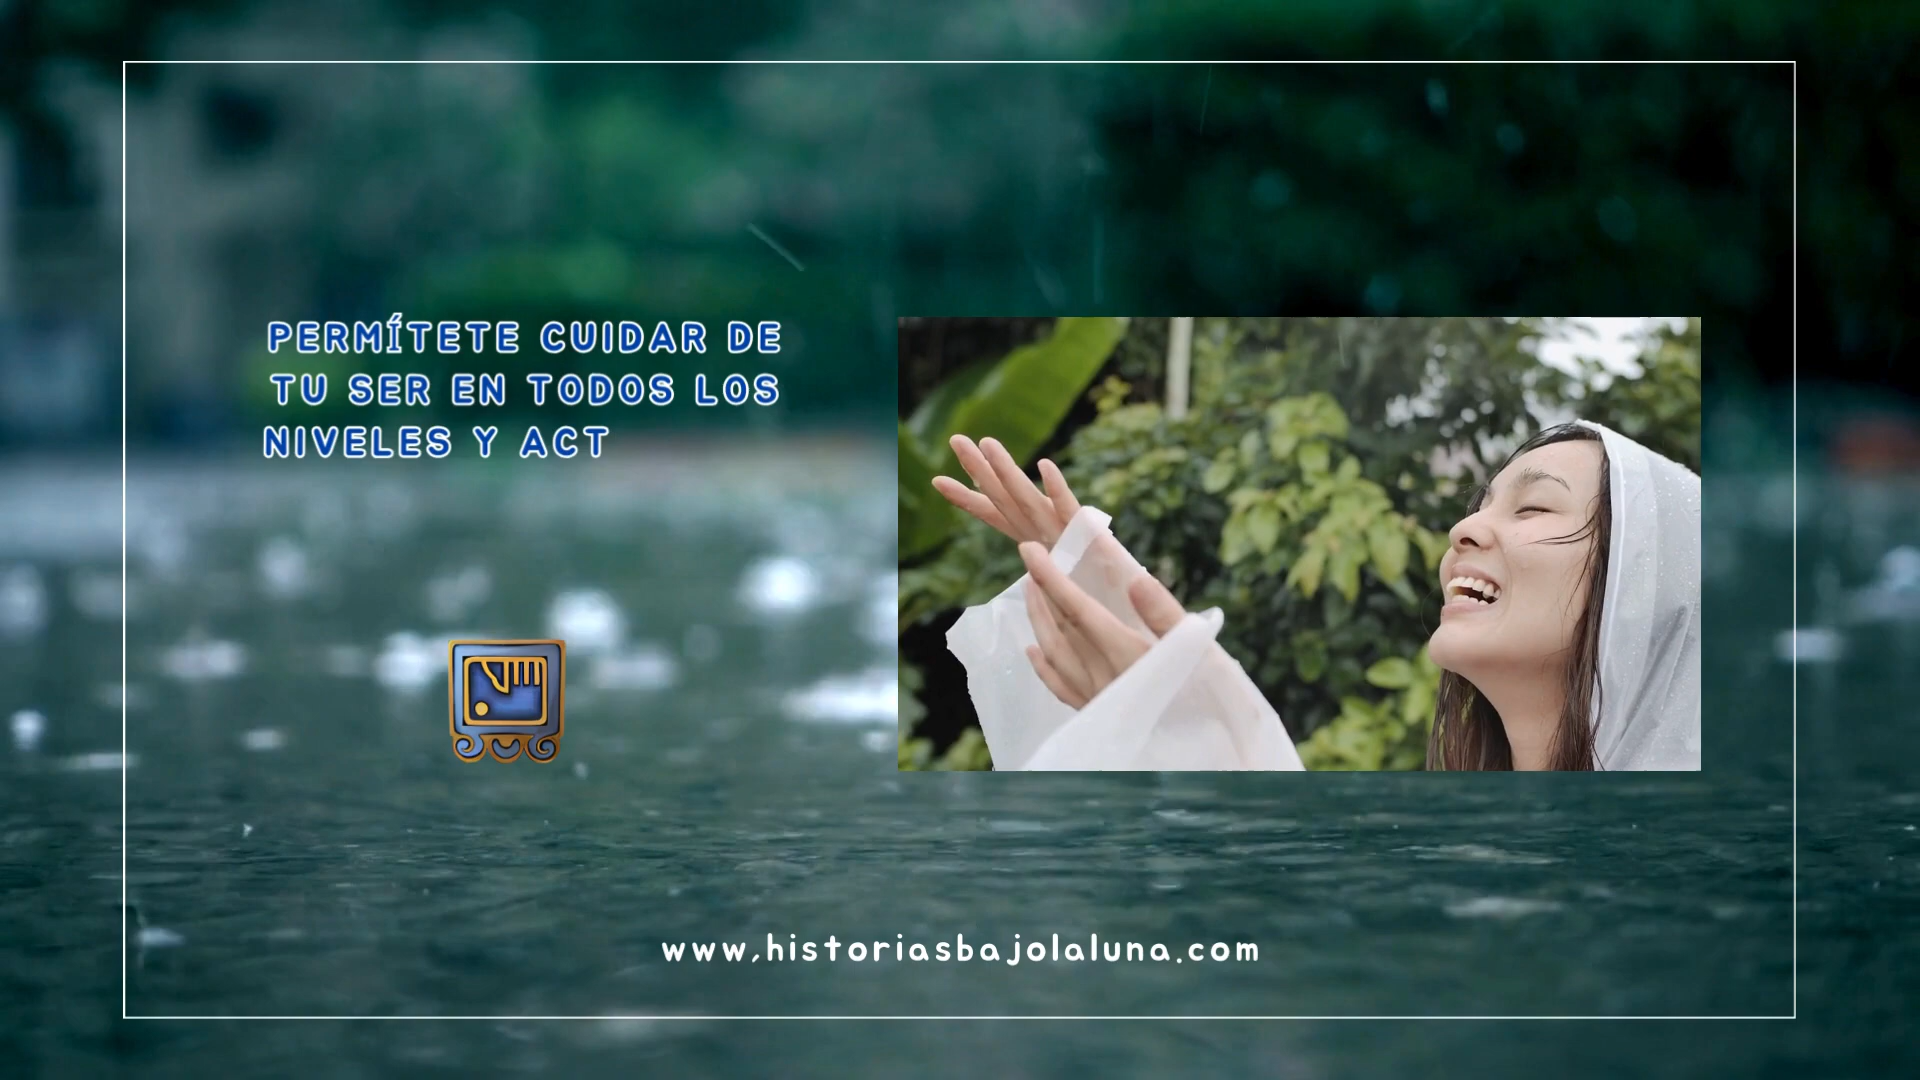 PERMÍTETE CUIDAR DE
TU SER EN TODOS LOS
NIVELES Y ACT
www,historiasbajolaluna.com